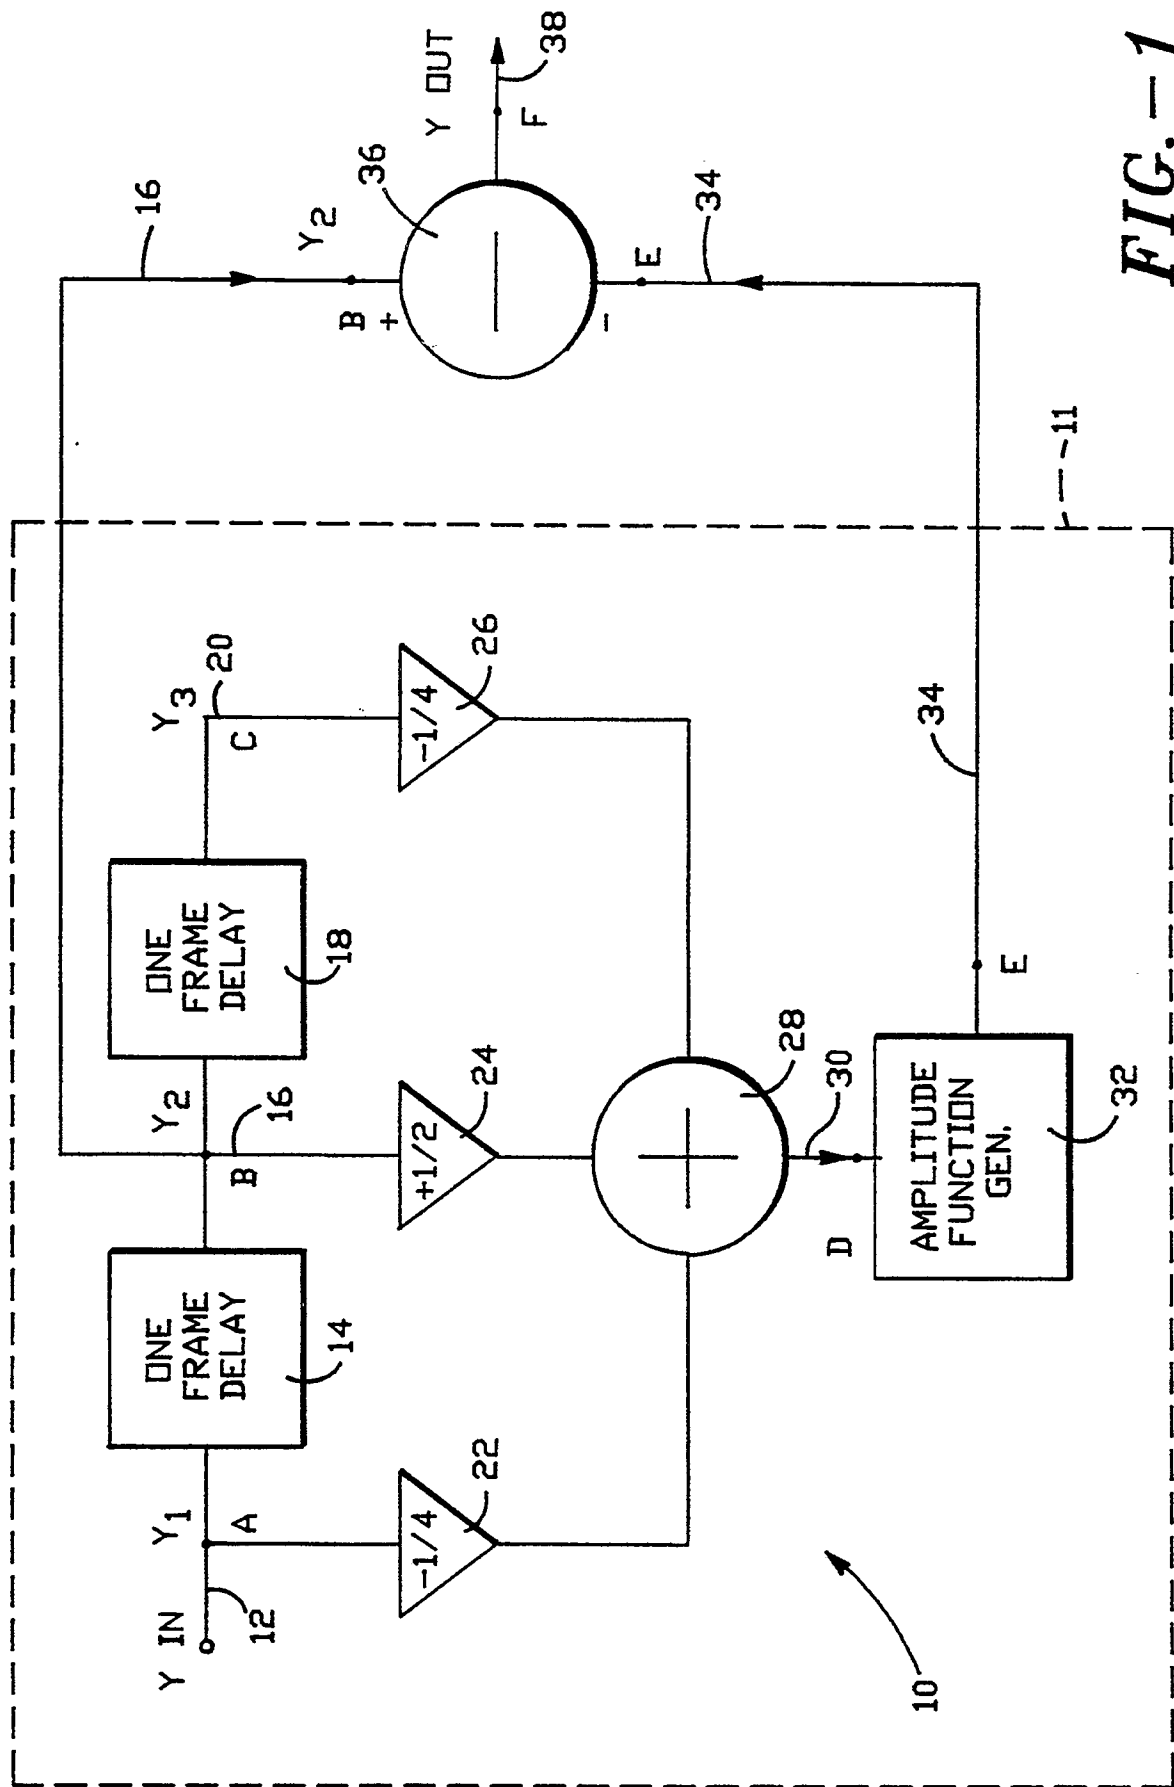 16
Y2
B
+
36
Y OUT
F
38
-
E
34
11
Y IN
12
Y1
A
ONE
FRAME
DELAY
14
Y2
B
16
ONE
FRAME
DELAY
18
Y3
C
20
-1/4
22
+1/2
24
-1/4
26
28
30
D
AMPLITUDE
FUNCTION
GEN.
32
E
34
10
FIG.-1